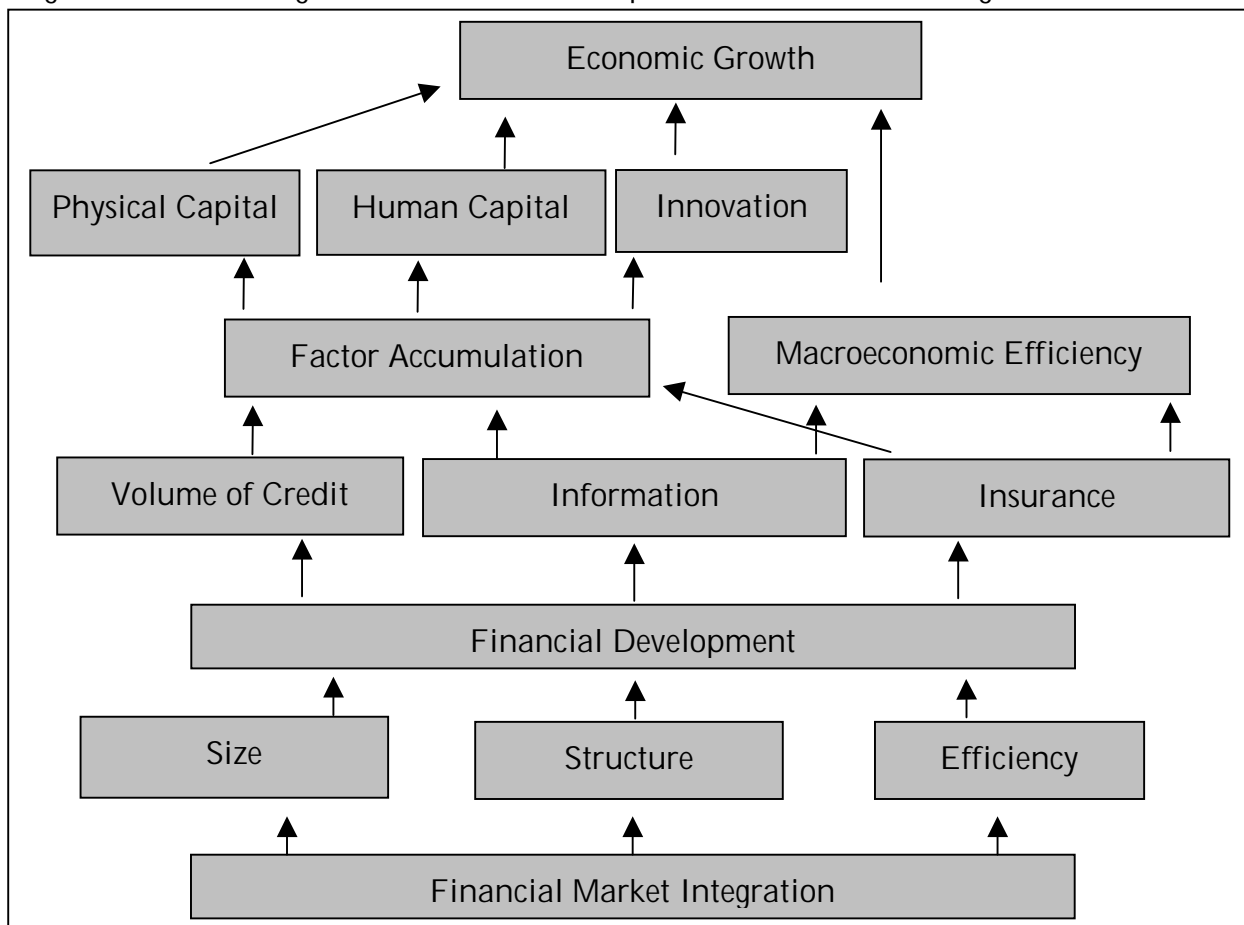 Economic Growth
Physical Capital
Human Capital
Innovation
Factor Accumulation
Macroeconomic Efficiency
Volume of Credit
Information
Insurance
Financial Development
Size
Structure
Efficiency
Financial Market Integration